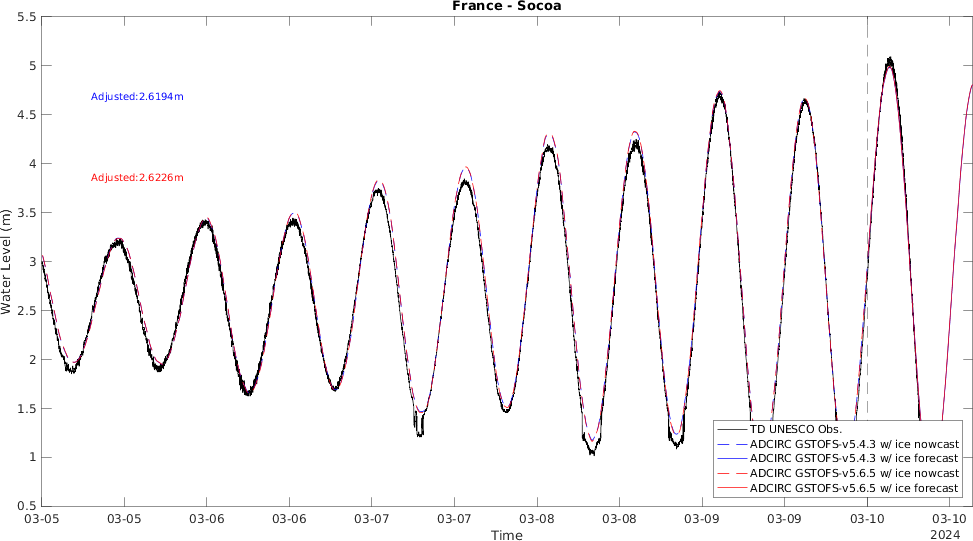 France - Socoa
5.5
5
4.5
4
3.5
3
2.5
2
1.5
1
0.5
Water Level (m)
Adjusted:2.6194m
Adjusted:2.6226m
TD UNESCO Obs.
ADCIRC GSTOFS-v5.4.3 w/ ice nowcast
ADCIRC GSTOFS-v5.4.3 w/ ice forecast
ADCIRC GSTOFS-v5.6.5 w/ ice nowcast
ADCIRC GSTOFS-v5.6.5 w/ ice forecast
03-05 03-05 03-06 03-06 03-07 03-07 03-08 03-08 03-09 03-09 03-10 03-10
Time
2024